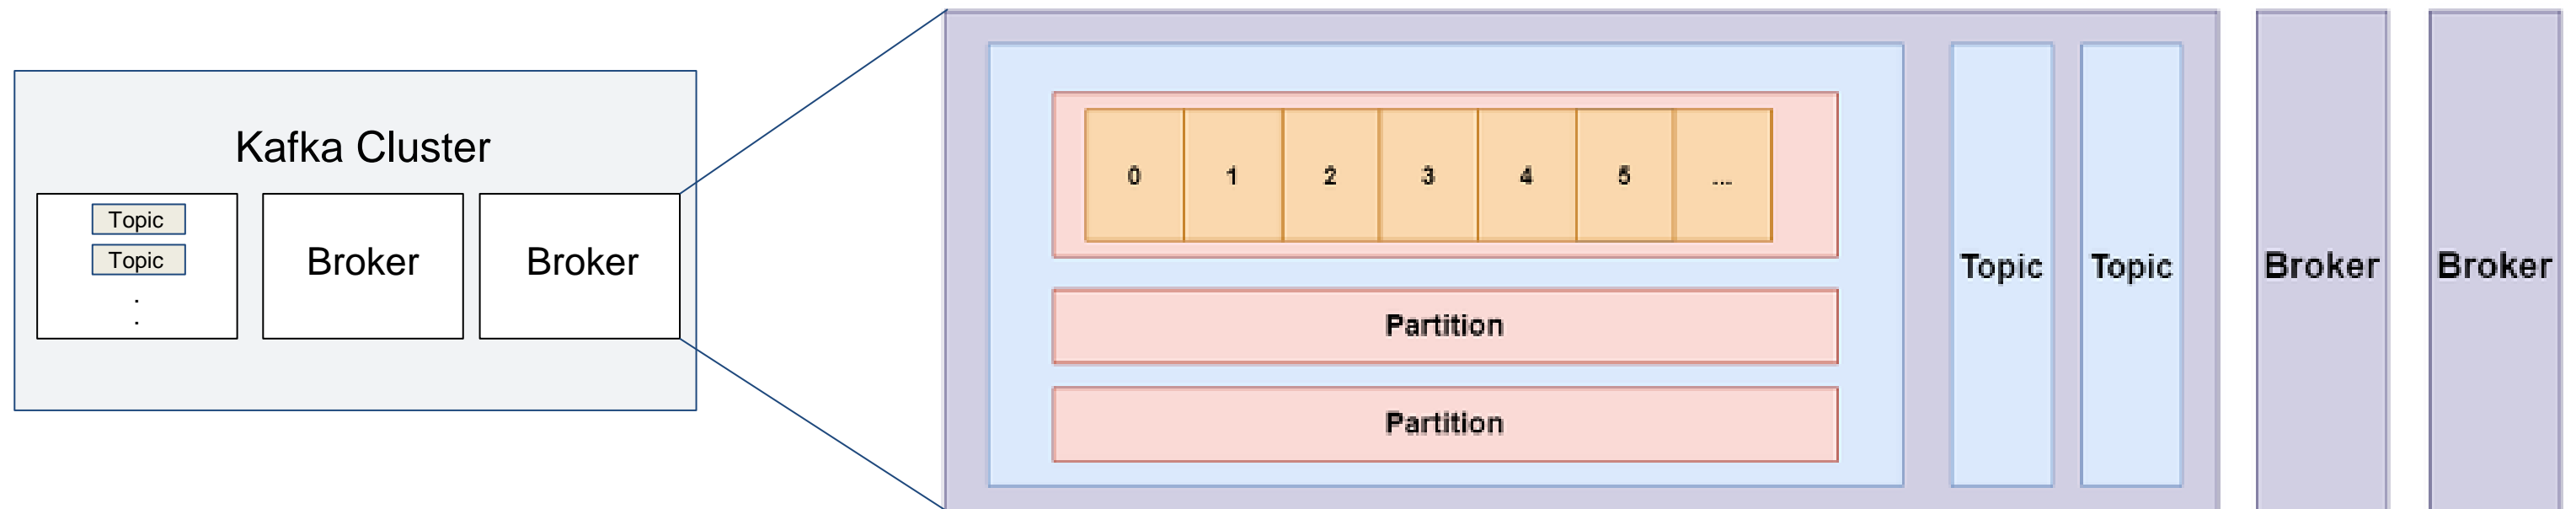 Kafka Cluster
Topic
Topic
.
.
Broker
Broker
0
1
2
3
4
5
...
Partition
Partition
Topic
Topic
Broker
Broker